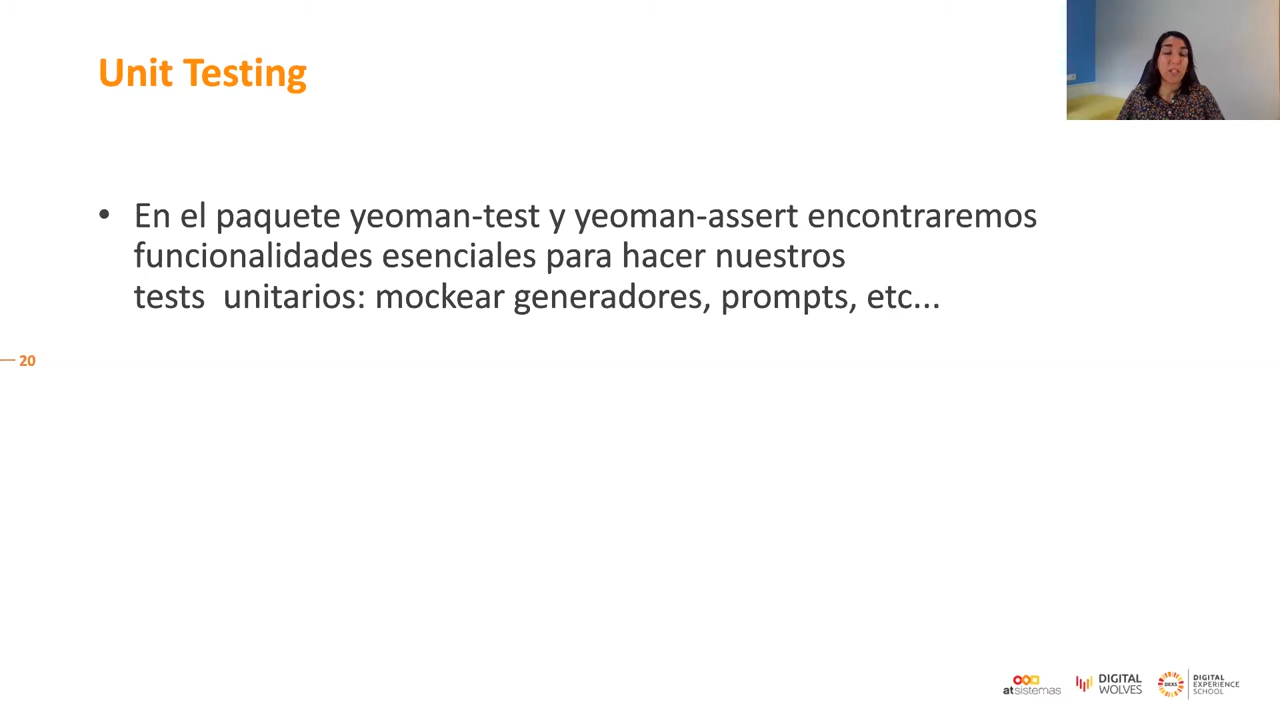 Unit Testing
• En el paquete yeoman-test y yeoman-assert encontraremos
funcionalidades esenciales para hacer nuestros
tests  unitarios: mockear generadores, prompts, etc...
20
atsistemas
DIGITAL
WOLVES
DEXS
DIGITAL
EXPERIENCE
SCHOOL